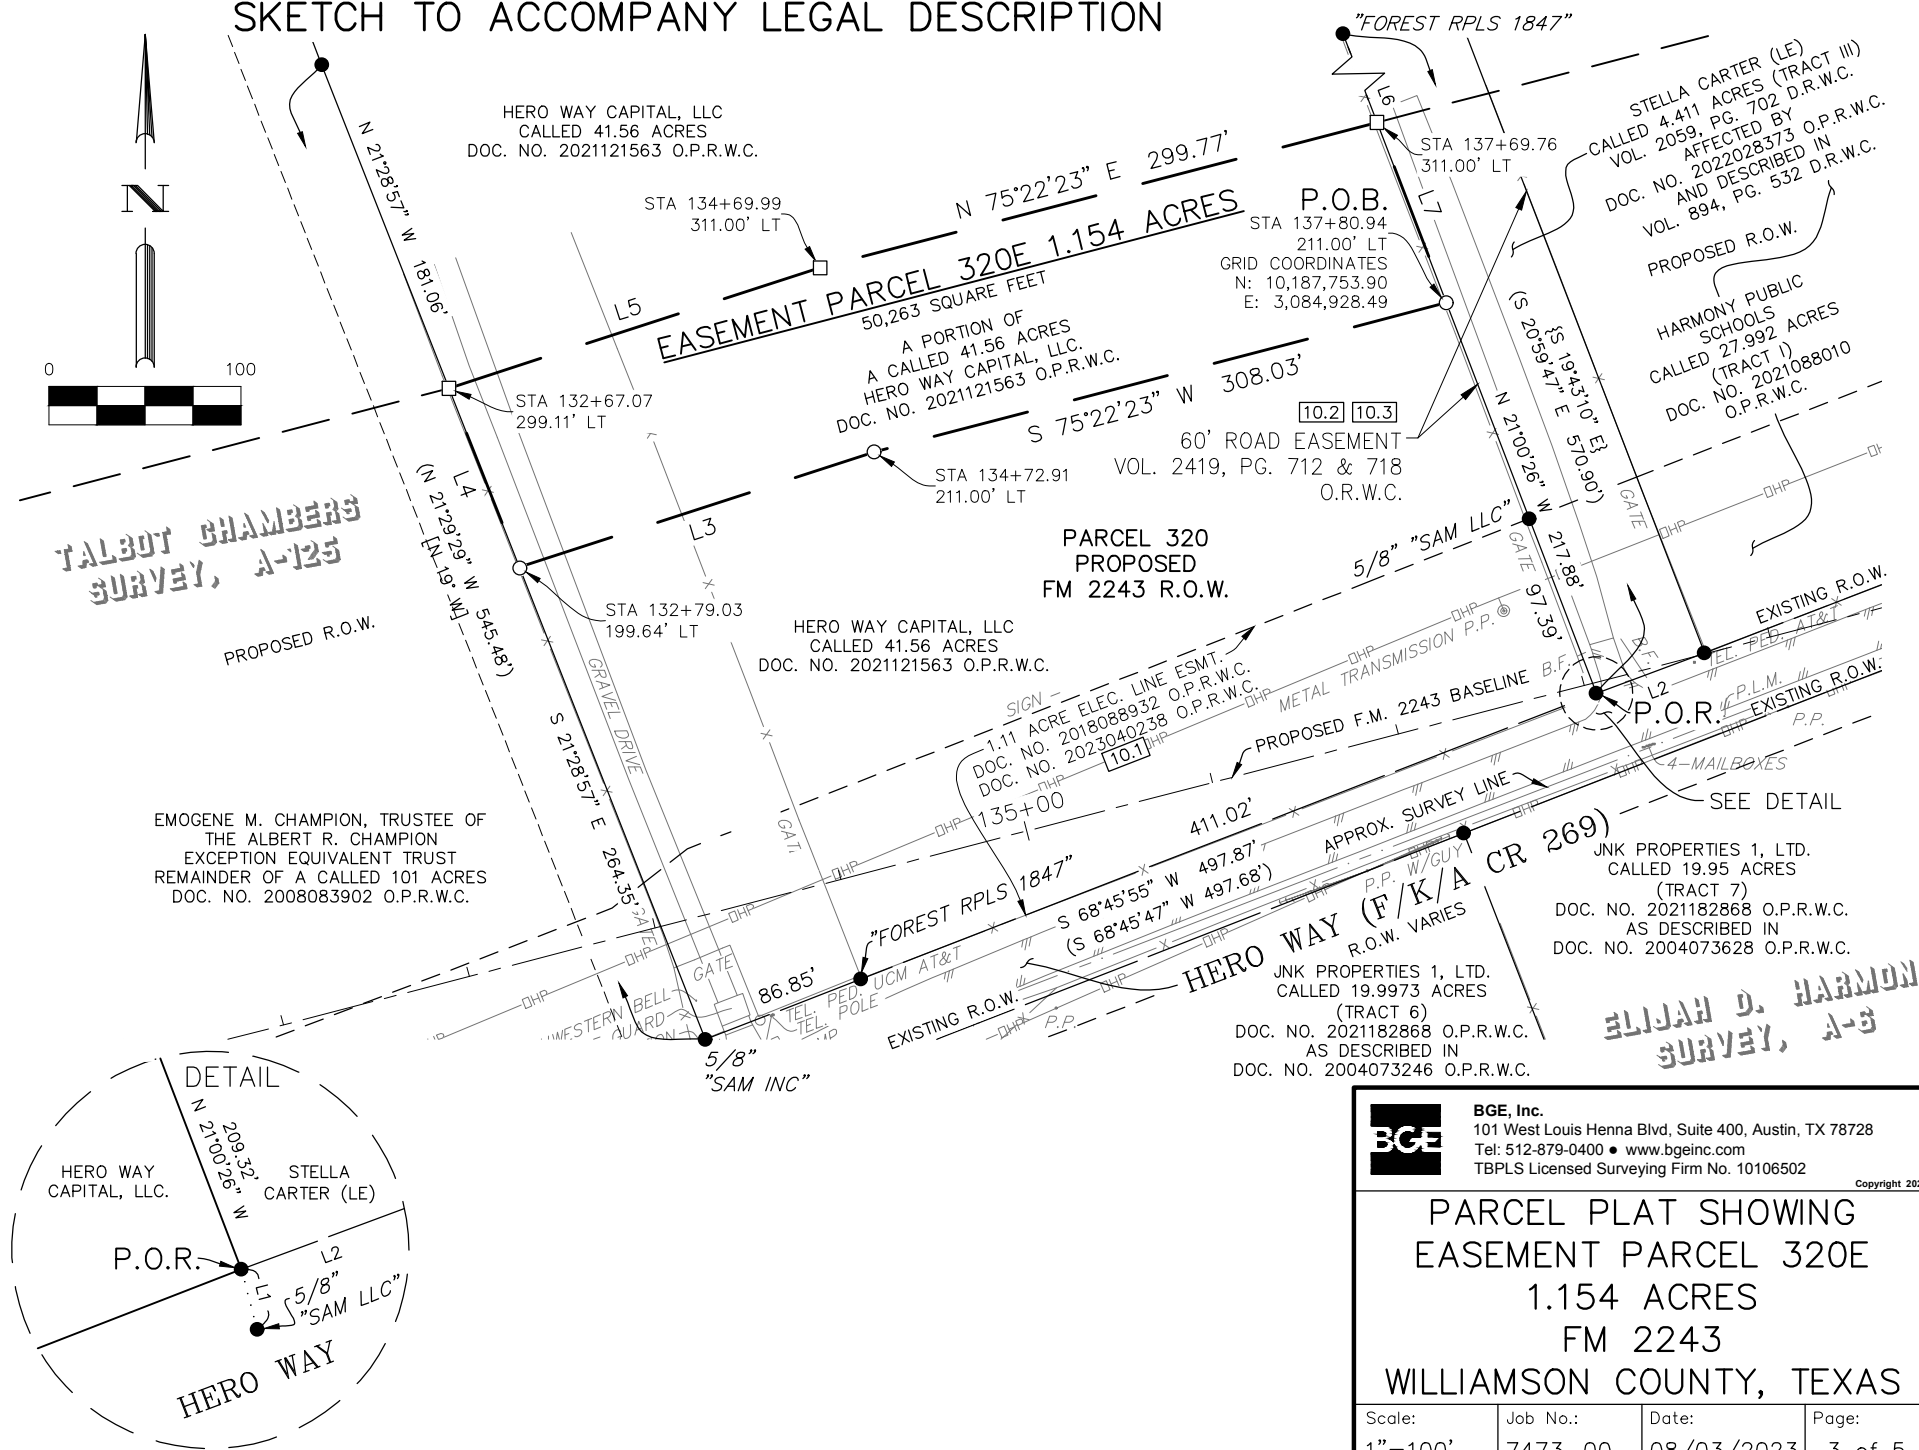 SKETCH TO ACCOMPANY LEGAL DESCRIPTION
"FOREST RPLS 1847"
N
0
100
N 21°28'57" W 181.06'
HERO WAY CAPITAL, LLC
CALLED 41.56 ACRES
DOC. NO. 2021121563 O.P.R.W.C.
STA 134+69.99
311.00' LT
N 75°22'23" E 299.77'
L6
STA 137+69.76
311.00' LT
L7
STELLA CARTER (LE)
CALLED 4.411 ACRES (TRACT III)
VOL. 2059, PG. 702 D.R.W.C.
AFFECTED BY
DOC. NO. 2022028373 O.P.R.W.C.
AND DESCRIBED IN
VOL. 894, PG. 532 D.R.W.C.
PROPOSED R.O.W.
HARMONY PUBLIC
SCHOOLS
CALLED 27.992 ACRES
(TRACT I)
DOC. NO. 2021088010
O.P.R.W.C.
P.O.B.
STA 137+80.94
211.00' LT
GRID COORDINATES
N: 10,187,753.90
E: 3,084,928.49
L5
EASEMENT PARCEL 320E 1.154 ACRES
50,263 SQUARE FEET
A PORTION OF
A CALLED 41.56 ACRES
HERO WAY CAPITAL, LLC.
DOC. NO. 2021121563 O.P.R.W.C.
STA 132+67.07
299.11' LT
S 75°22'23" W 308.03'
10.2 10.3
60' ROAD EASEMENT
VOL. 2419, PG. 712 & 718
O.R.W.C.
{S 19°43'10" E}
(S 20°59'47" E 570.90')
N 21°00'26" W 217.88'
97.39'
GATE
GATE
STA 134+72.91
211.00' LT
L4
L3
(N 21°29'29" W 545.48')
[N 19° W]
TALBOT CHAMBERS
SURVEY, A-125
PROPOSED R.O.W.
STA 132+79.03
199.64' LT
PARCEL 320
PROPOSED
FM 2243 R.O.W.
5/8" "SAM LLC"
HERO WAY CAPITAL, LLC
CALLED 41.56 ACRES
DOC. NO. 2021121563 O.P.R.W.C.
GRAVEL DRIVE
S 21°28'57" E 264.35'
SIGN
1.11 ACRE ELEC. LINE ESMT.
DOC. NO. 2018088932 O.P.R.W.C.
DOC. NO. 2023040238 O.P.R.W.C.
10.1
OHP
METAL TRANSMISSION P.P.
PROPOSED F.M. 2243 BASELINE
B.F.
B.F.
EXISTING R.O.W.
TEL. PED. AT&T
L2
P.O.R.
P.L.M.
EXISTING R.O.W.
P.P.
4-MAILBOXES
SEE DETAIL
135+00
EMOGENE M. CHAMPION, TRUSTEE OF
THE ALBERT R. CHAMPION
EXCEPTION EQUIVALENT TRUST
REMAINDER OF A CALLED 101 ACRES
DOC. NO. 2008083902 O.P.R.W.C.
411.02'
APPROX. SURVEY LINE
S 68°45'55" W 497.87'
(S 68°45'47" W 497.68')
"FOREST RPLS 1847"
P.P. W/GUY
HERO WAY (F/K/A CR 269)
R.O.W. VARIES
JNK PROPERTIES 1, LTD.
CALLED 19.95 ACRES
(TRACT 7)
DOC. NO. 2021182868 O.P.R.W.C.
AS DESCRIBED IN
DOC. NO. 2004073628 O.P.R.W.C.
GATE
GATE
86.85'
TEL. PED. UCM AT&T
TEL. POLE
EXISTING R.O.W.
P.P.
JNK PROPERTIES 1, LTD.
CALLED 19.9973 ACRES
(TRACT 6)
DOC. NO. 2021182868 O.P.R.W.C.
AS DESCRIBED IN
DOC. NO. 2004073246 O.P.R.W.C.
ELIJAH D. HARMON
SURVEY, A-6
5/8"
"SAM INC"
DETAIL
209.32'
N 21°00'26" W
HERO WAY
CAPITAL, LLC.
STELLA
CARTER (LE)
P.O.R.
L2
L1
5/8"
"SAM LLC"
HERO WAY
BGE
BGE, Inc.
101 West Louis Henna Blvd, Suite 400, Austin, TX 78728
Tel: 512-879-0400 ● www.bgeinc.com
TBPLS Licensed Surveying Firm No. 10106502
Copyright
PARCEL PLAT SHOWING
EASEMENT PARCEL 320E
1.154 ACRES
FM 2243
WILLIAMSON COUNTY, TEXAS
Scale: Job No.: Date: Page:
1"=100' 7473-00 08/03/2023 3 of 5